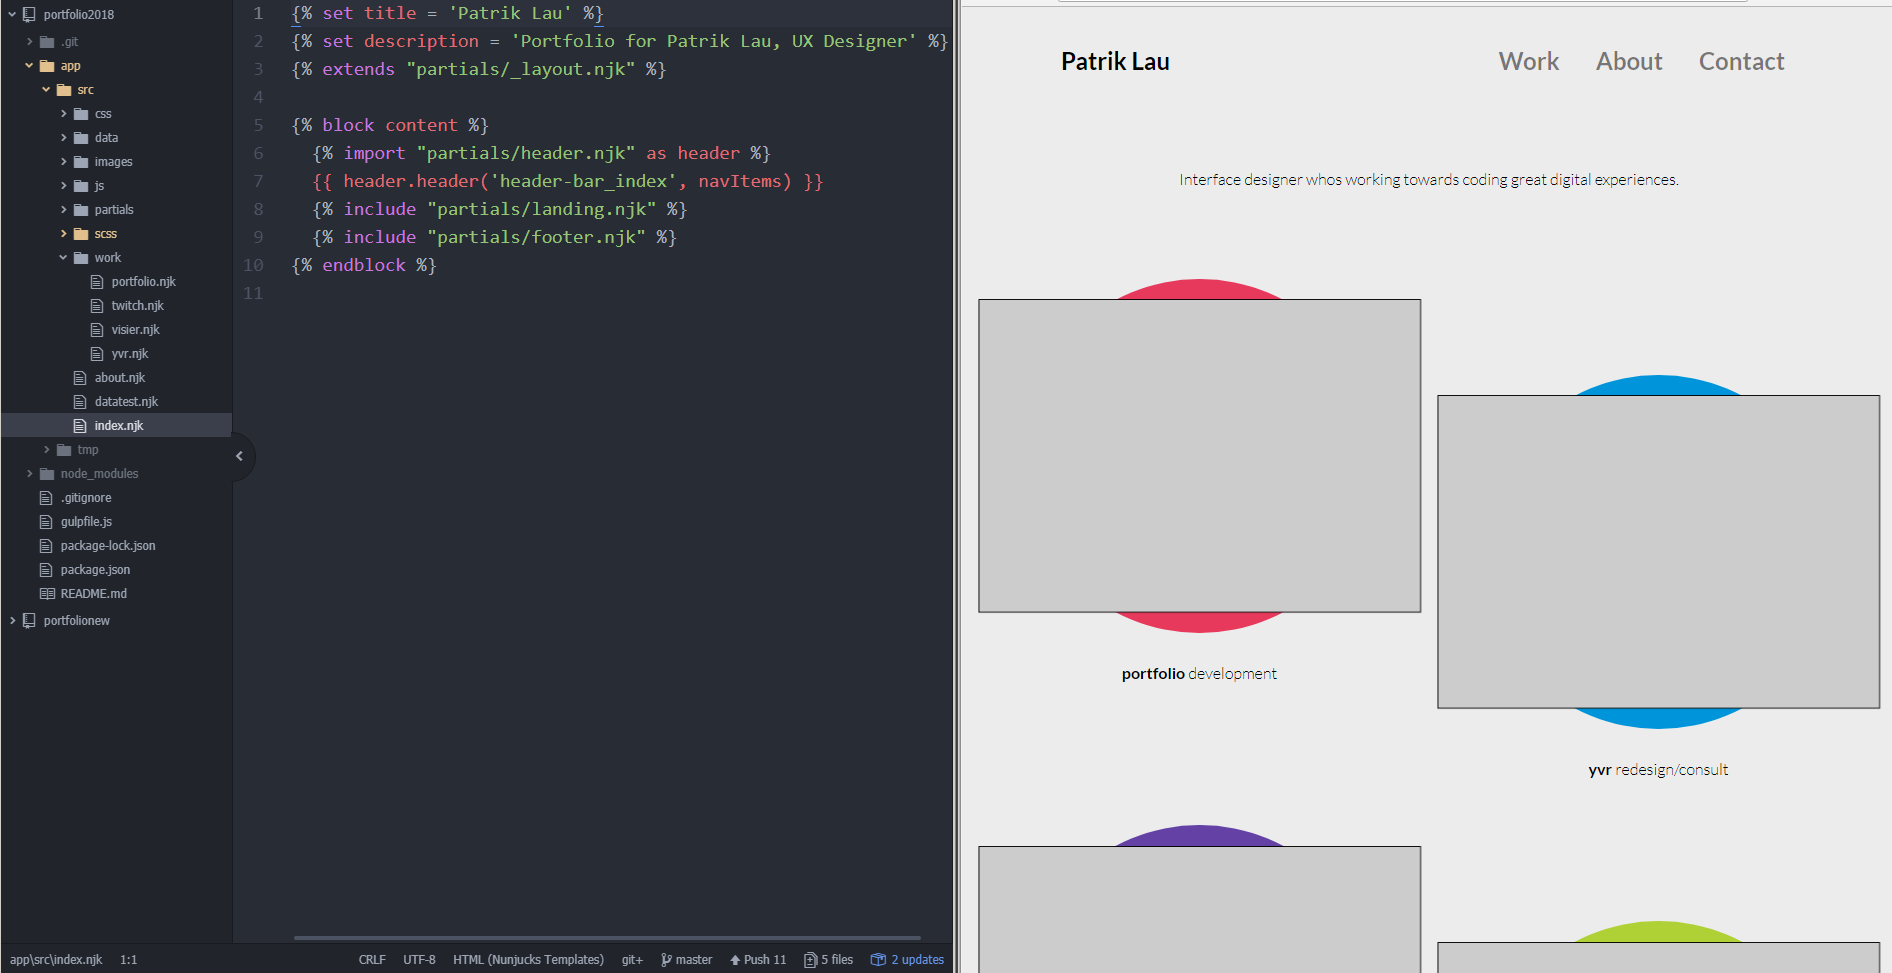 portfolio2018
.git
app
src
css
data
images
js
partials
scss
work
portfolio.njk
twitch.njk
visier.njk
yvr.njk
about.njk
datatest.njk
index.njk
tmp
node_modules
.gitignore
gulpfile.js
package-lock.json
package.json
README.md
portfolionew
1 {% set title = 'Patrik Lau' %}
2 {% set description = 'Portfolio for Patrik Lau, UX Designer' %}
3 {% extends "partials/_layout.njk" %}
4
5 {% block content %}
6 {% import "partials/header.njk" as header %}
7 {{ header.header('header-bar_index', navItems) }}
8 {% include "partials/landing.njk" %}
9 {% include "partials/footer.njk" %}
10 {% endblock %}
11
app\src\index.njk 1:1 CRLF UTF-8 HTML (Nunjucks Templates) git+ master Push 11 5 files 2 updates
Patrik Lau Work About Contact
Interface designer whos working towards coding great digital experiences.
portfolio development
yvr redesign/consult